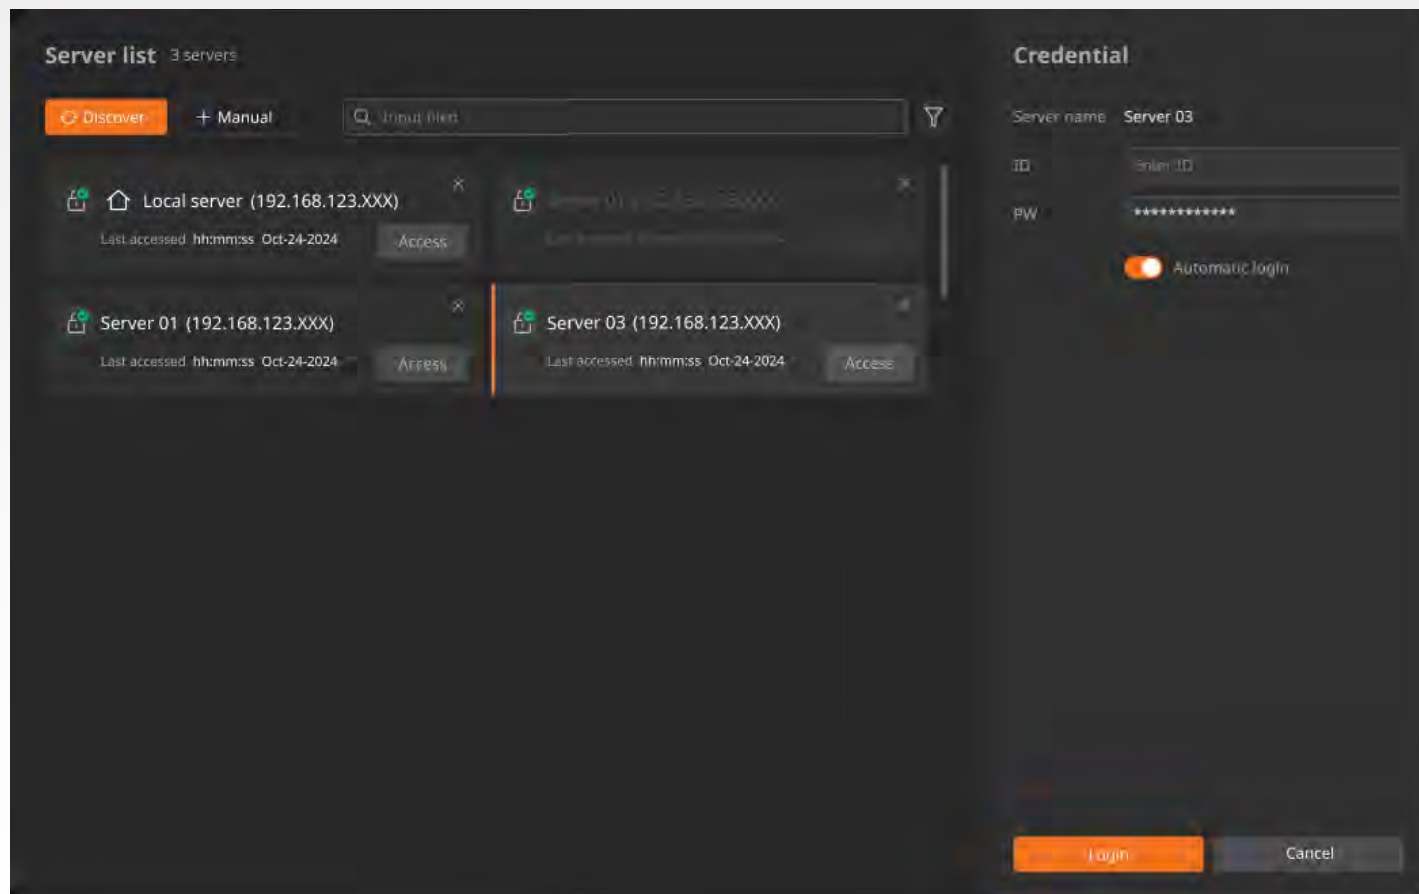 Server list 3 servers
Discover + Manual Input filed
Local server (192.168.123.XXX)
Last accessed hh:mm:ss Oct-24-2024 Access
Server 01 (192.168.123.XXX)
Last accessed hh:mm:ss Oct-24-2024 Access
Server 03 (192.168.123.XXX)
Last accessed hh:mm:ss Oct-24-2024 Access
Credential
Server name Server 03
ID Enter ID
PW ************
Automatic login
Login Cancel